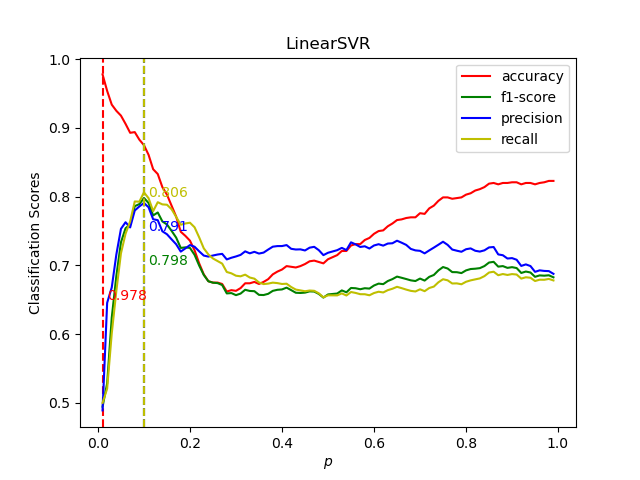 LinearSVR
Classification Scores
1.0
0.9
0.8
0.7
0.6
0.5
accuracy
f1-score
precision
recall
0.806
0.791
0.798
0.978
0.0
0.2
0.4
0.6
0.8
1.0
p